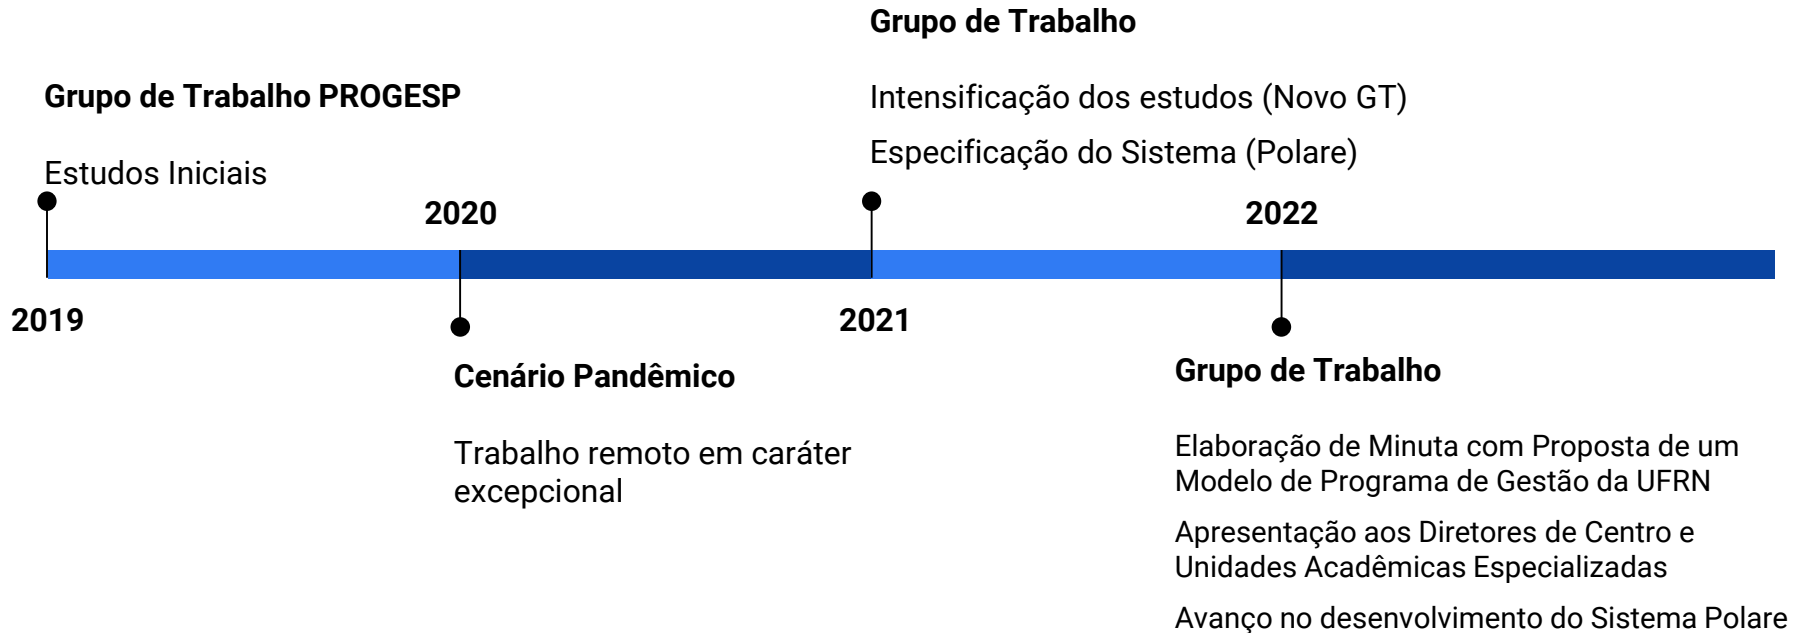 Grupo de Trabalho PROGESP
Estudos Iniciais
2019
2020
Cenário Pandêmico
Trabalho remoto em caráter
excepcional
Grupo de Trabalho
Intensificação dos estudos (Novo GT)
Especificação do Sistema (Polare)
2021
2022
Grupo de Trabalho
Elaboração de Minuta com Proposta de um
Modelo de Programa de Gestão da UFRN
Apresentação aos Diretores de Centro e
Unidades Acadêmicas Especializadas
Avanço no desenvolvimento do Sistema Polare